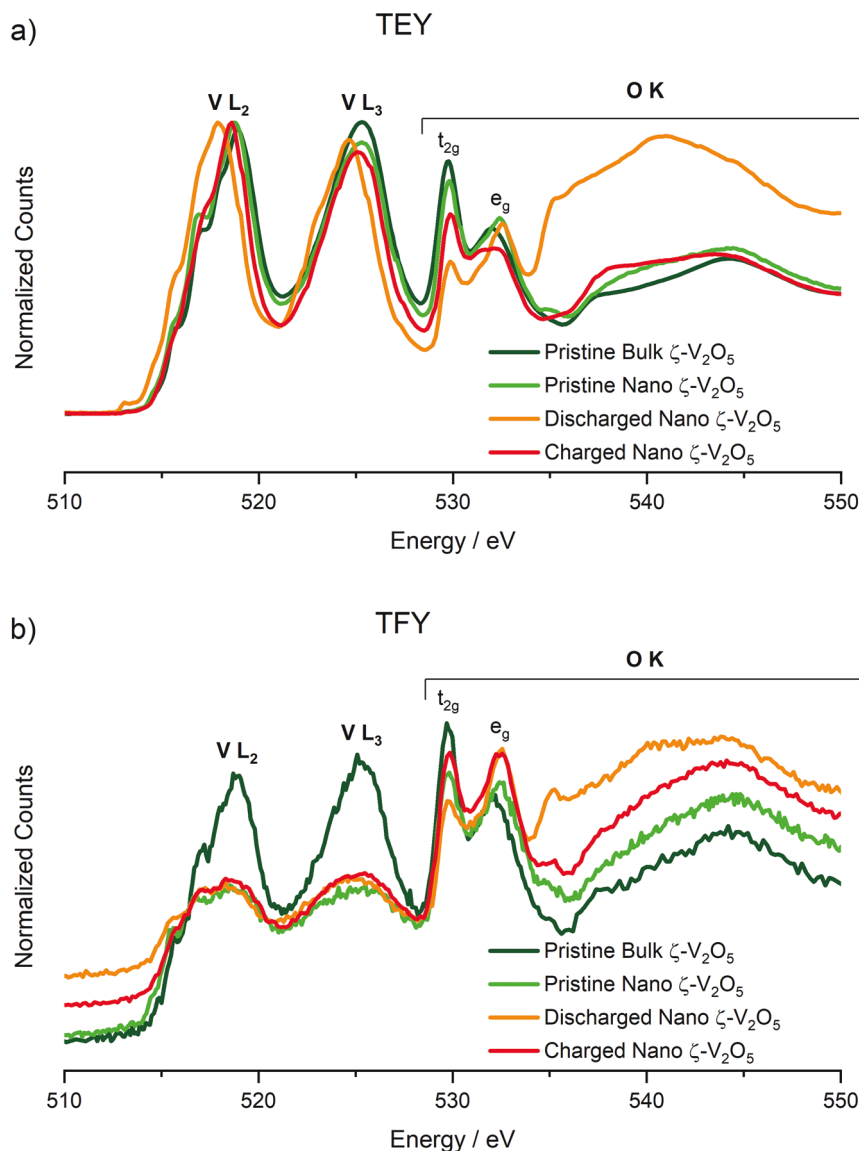 a)
TEY
V L₂
V L₃
O K
t₂g
e_g
Normalized Counts
Pristine Bulk ζ-V₂O₅
Pristine Nano ζ-V₂O₅
Discharged Nano ζ-V₂O₅
Charged Nano ζ-V₂O₅
510 520 530 540 550
Energy / eV
b)
TFY
V L₂
V L₃
O K
t₂g
e_g
Normalized Counts
Pristine Bulk ζ-V₂O₅
Pristine Nano ζ-V₂O₅
Discharged Nano ζ-V₂O₅
Charged Nano ζ-V₂O₅
510 520 530 540 550
Energy / eV